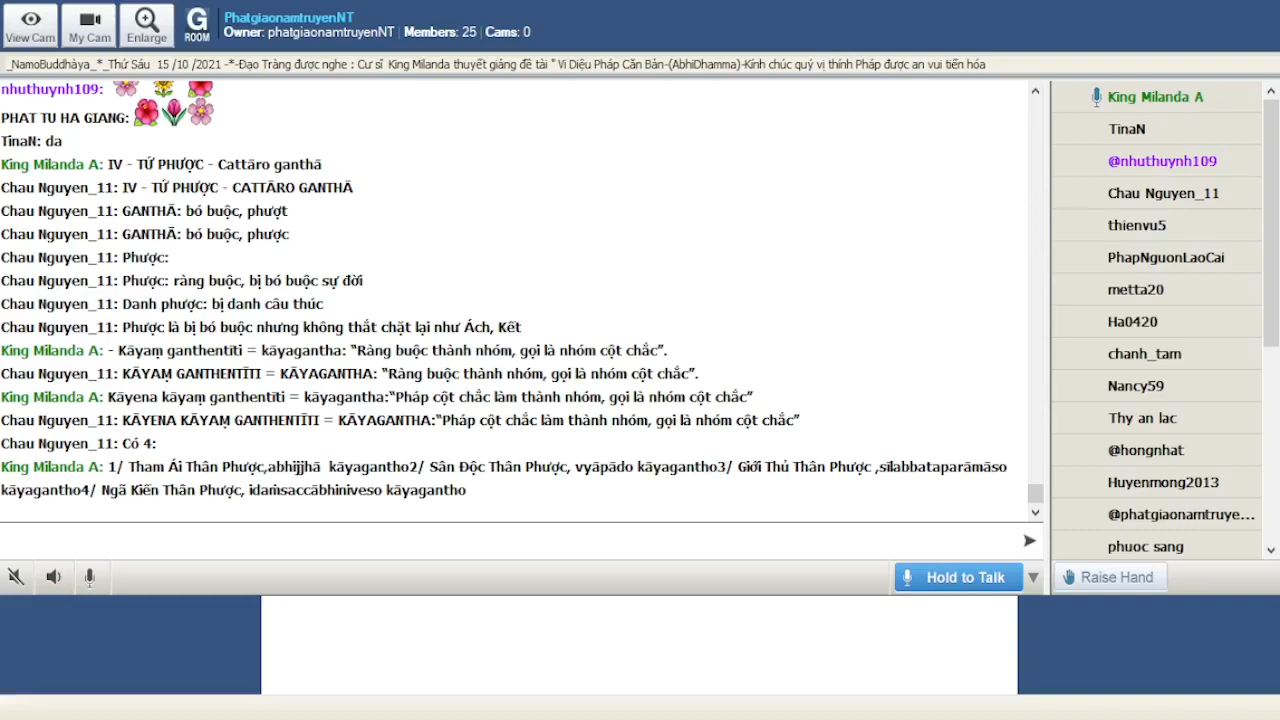 View Cam
My Cam
Enlarge
G
ROOM
PhatgiaonamtruyenNT
Owner: phatgiaonamtruyenNT | Members: 25 | Cams: 0
_NamoBuddhàya_*_Thứ Sáu 15 /10 /2021 -*-Đạo Tràng được nghe : Cư sĩ King Milanda thuyết giảng đề tài " Vi Diệu Pháp Căn Bản-(AbhiDhamma)-Kính chúc quý vị thính Pháp được an vui tiến hóa
nhuthuynh109:
PHAT TU HA GIANG:
TinaN: da
King Milanda A: IV - TỨ PHƯỢC - Cattāro ganthā
Chau Nguyen_11: IV - TỨ PHƯỢC - CATTĀRO GANTHĀ
Chau Nguyen_11: GANTHĀ: bó buộc, phượt
Chau Nguyen_11: GANTHĀ: bó buộc, phược
Chau Nguyen_11: Phược:
Chau Nguyen_11: Phược: ràng buộc, bị bó buộc sự đời
Chau Nguyen_11: Danh phược: bị danh câu thúc
Chau Nguyen_11: Phược là bị bó buộc nhưng không thắt chặt lại như Ách, Kết
King Milanda A: - Kāyaṃ ganthentīti = kāyagantha: “Ràng buộc thành nhóm, gọi là nhóm cột chắc”.
Chau Nguyen_11: KĀYAṂ GANTHENTĪTI = KĀYAGANTHA: “Ràng buộc thành nhóm, gọi là nhóm cột chắc”.
King Milanda A: Kāyena kāyaṃ ganthentīti = kāyagantha:“Pháp cột chắc làm thành nhóm, gọi là nhóm cột chắc”
Chau Nguyen_11: KĀYENA KĀYAṂ GANTHENTĪTI = KĀYAGANTHA:“Pháp cột chắc làm thành nhóm, gọi là nhóm cột chắc”
Chau Nguyen_11: Có 4:
King Milanda A: 1/ Tham Ái Thân Phược,abhijjhā kāyagantho2/ Sân Độc Thân Phược, vyāpādo kāyagantho3/ Giới Thủ Thân Phược ,sīlabbataparāmāso
kāyagantho4/ Ngã Kiến Thân Phược, idaṁsaccābhiniveso kāyagantho
Hold to Talk
King Milanda A
TinaN
@nhuthuynh109
Chau Nguyen_11
thienvu5
PhapNguonLaoCai
metta20
Ha0420
chanh_tam
Nancy59
Thy an lac
@hongnhat
Huyenmong2013
@phatgiaonamtruye...
phuoc sang
Raise Hand